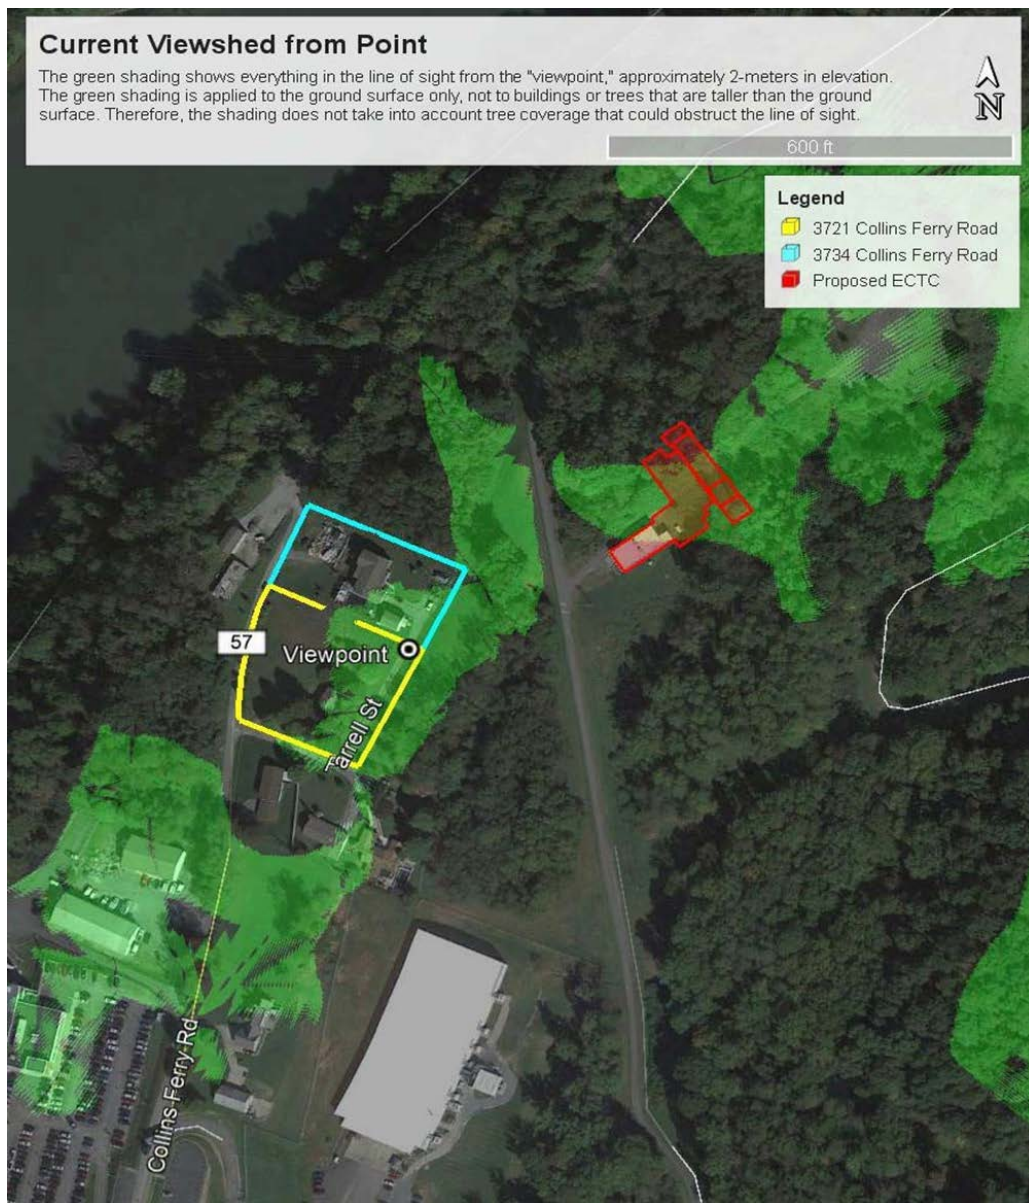 Current Viewshed from Point
The green shading shows everything in the line of sight from the "viewpoint," approximately 2-meters in elevation.
The green shading is applied to the ground surface only, not to buildings or trees that are taller than the ground
surface. Therefore, the shading does not take into account tree coverage that could obstruct the line of sight.
N
600 ft
Legend
3721 Collins Ferry Road
3734 Collins Ferry Road
Proposed ECTC
57
Viewpoint
Tarrell St
Collins Ferry Rd